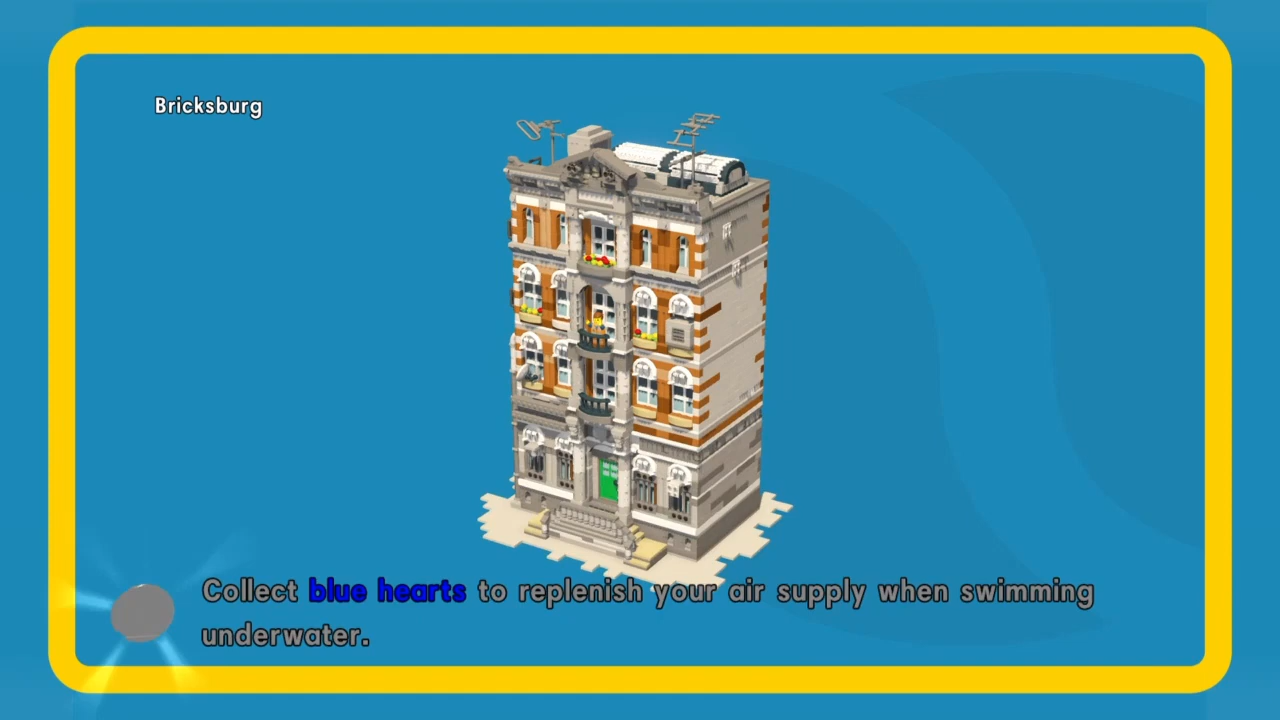 Bricksburg
Collect blue hearts to replenish your air supply when swimming
underwater.